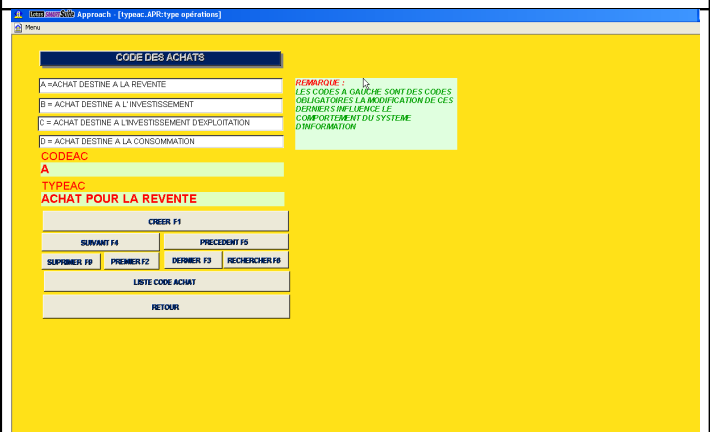 Lotus SmartSuite Approach - [typeac.APR:type opérations]
Menu
CODE DES ACHATS
A =ACHAT DESTINE A LA REVENTE
B = ACHAT DESTINE A L'INVESTISSEMENT
C = ACHAT DESTINE A L'INVESTISSEMENT D'EXPLOITATION
D = ACHAT DESTINE A LA CONSOMMATION
REMARQUE :
LES CODES A GAUCHE SONT DES CODES
OBLIGATOIRES LA MODIFICATION DE CES
DERNIERS INFLUENCE LE
COMPORTEMENT DU SYSTEME
D'INFORMATION
CODEAC
A
TYPEAC
ACHAT POUR LA REVENTE
CREER F1
SUIVANT F4 PRECEDENT F5
SUPRIMER F9 PREMIER F2 DERNIER F3 RECHERCHER F6
LISTE CODE ACHAT
RETOUR